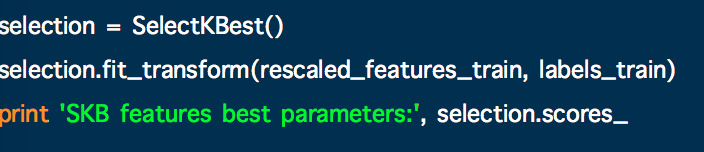 selection = SelectKBest()
selection.fit_transform(rescaled_features_train, labels_train)
print 'SKB features best parameters:', selection.scores_